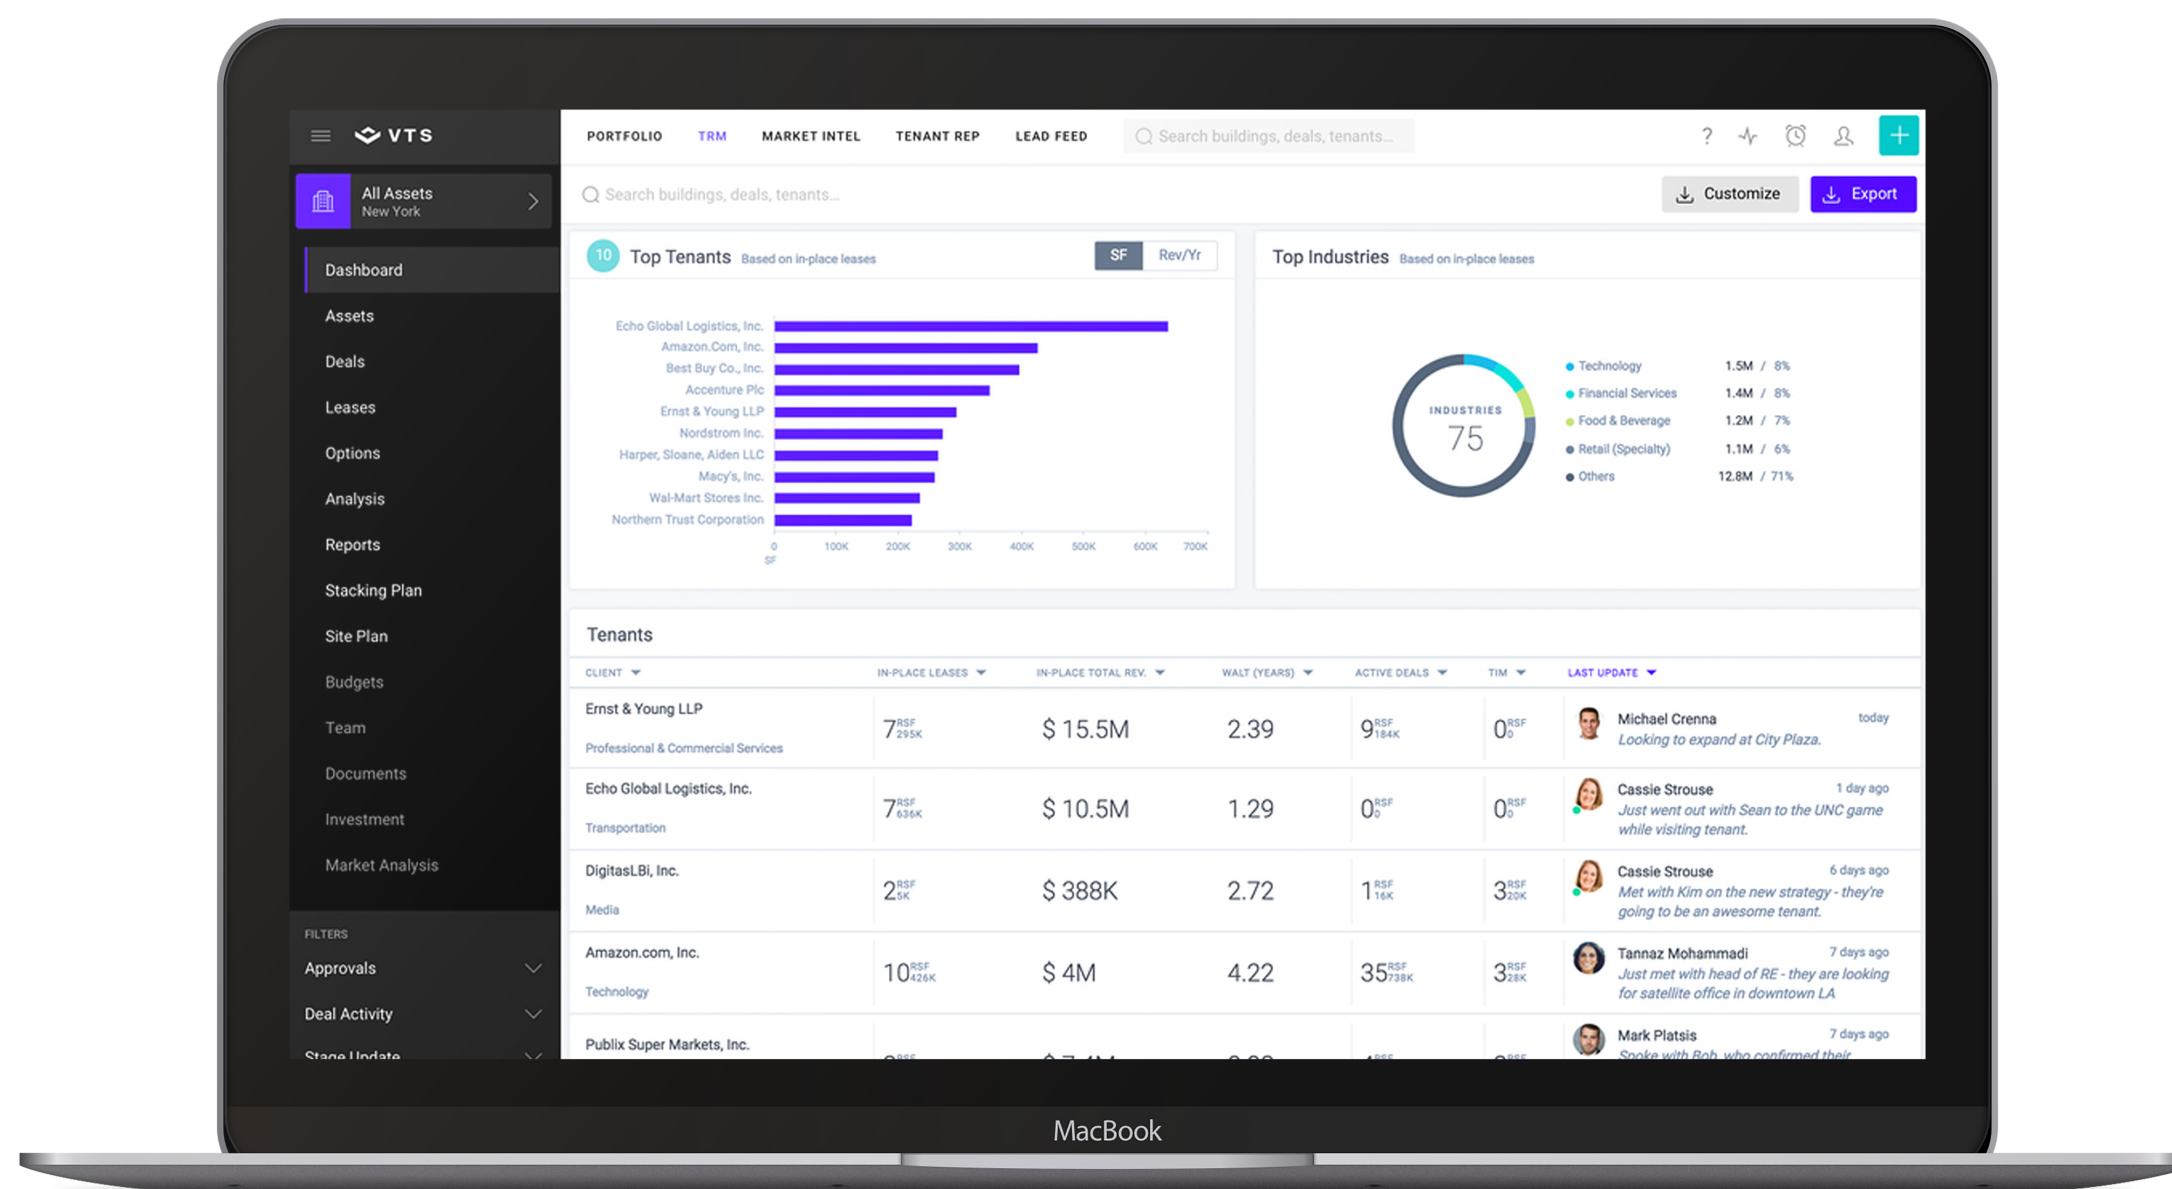 VTS
PORTFOLIO TRM MARKET INTEL TENANT REP LEAD FEED Search buildings, deals, tenants... ?
All Assets
New York
Search buildings, deals, tenants...
Customize
Export
Dashboard
Assets
Deals
Leases
Options
Analysis
Reports
Stacking Plan
Site Plan
Budgets
Team
Documents
Investment
Market Analysis
FILTERS
Approvals
Deal Activity
Stage Update
10 Top Tenants Based on in-place leases
SF Rev/Yr
Echo Global Logistics, Inc.
Amazon.Com, Inc.
Best Buy Co., Inc.
Accenture Plc
Ernst & Young LLP
Nordstrom Inc.
Harper, Sloane, Aiden LLC
Macy's, Inc.
Wal-Mart Stores Inc.
Northern Trust Corporation
0 100K 200K 300K 400K 500K 600K 700K
SF
Top Industries Based on in-place leases
INDUSTRIES
75
Technology 1.5M / 8%
Financial Services 1.4M / 8%
Food & Beverage 1.2M / 7%
Retail (Specialty) 1.1M / 6%
Others 12.8M / 71%
Tenants
CLIENT IN-PLACE LEASES IN-PLACE TOTAL REV. WALT (YEARS) ACTIVE DEALS TIM LAST UPDATE
Ernst & Young LLP
Professional & Commercial Services
7 RSF 295K $ 15.5M 2.39 9 RSF 184K 0 RSF 0
Michael Crenna today
Looking to expand at City Plaza.
Echo Global Logistics, Inc.
Transportation
7 RSF 636K $ 10.5M 1.29 0 RSF 0 0 RSF 0
Cassie Strouse 1 day ago
Just went out with Sean to the UNC game
while visiting tenant.
DigitasLBi, Inc.
Media
2 RSF 5K $ 388K 2.72 1 RSF 16K 3 RSF 20K
Cassie Strouse 6 days ago
Met with Kim on the new strategy - they're
going to be an awesome tenant.
Amazon.com, Inc.
Technology
10 RSF 426K $ 4M 4.22 35 RSF 738K 3 RSF 28K
Tannaz Mohammadi 7 days ago
Just met with head of RE - they are looking
for satellite office in downtown LA
Publix Super Markets, Inc.
Mark Platsis 7 days ago
Spoke with Bob, who confirmed their
MacBook